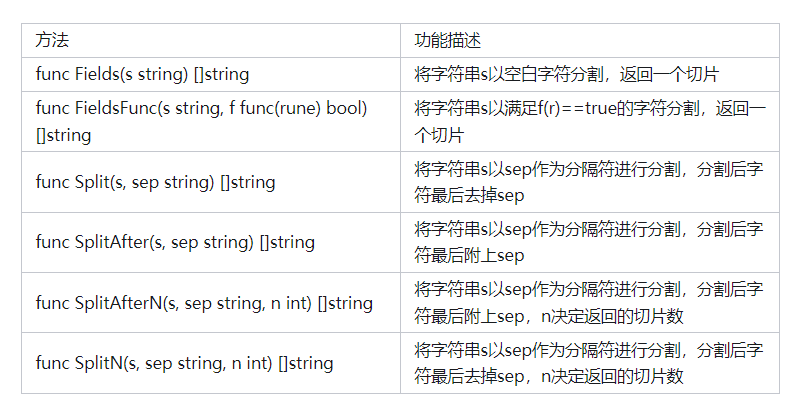 方法
功能描述
func Fields(s string) []string
将字符串s以空白字符分割，返回一个切片
func FieldsFunc(s string, f func(rune) bool)
[]string
将字符串s以满足f(r)==true的字符分割，返回一
个切片
func Split(s, sep string) []string
将字符串s以sep作为分隔符进行分割，分割后字
符最后去掉sep
func SplitAfter(s, sep string) []string
将字符串s以sep作为分隔符进行分割，分割后字
符最后附上sep
func SplitAfterN(s, sep string, n int) []string
将字符串s以sep作为分隔符进行分割，分割后字
符最后附上sep，n决定返回的切片数
func SplitN(s, sep string, n int) []string
将字符串s以sep作为分隔符进行分割，分割后字
符最后去掉sep，n决定返回的切片数